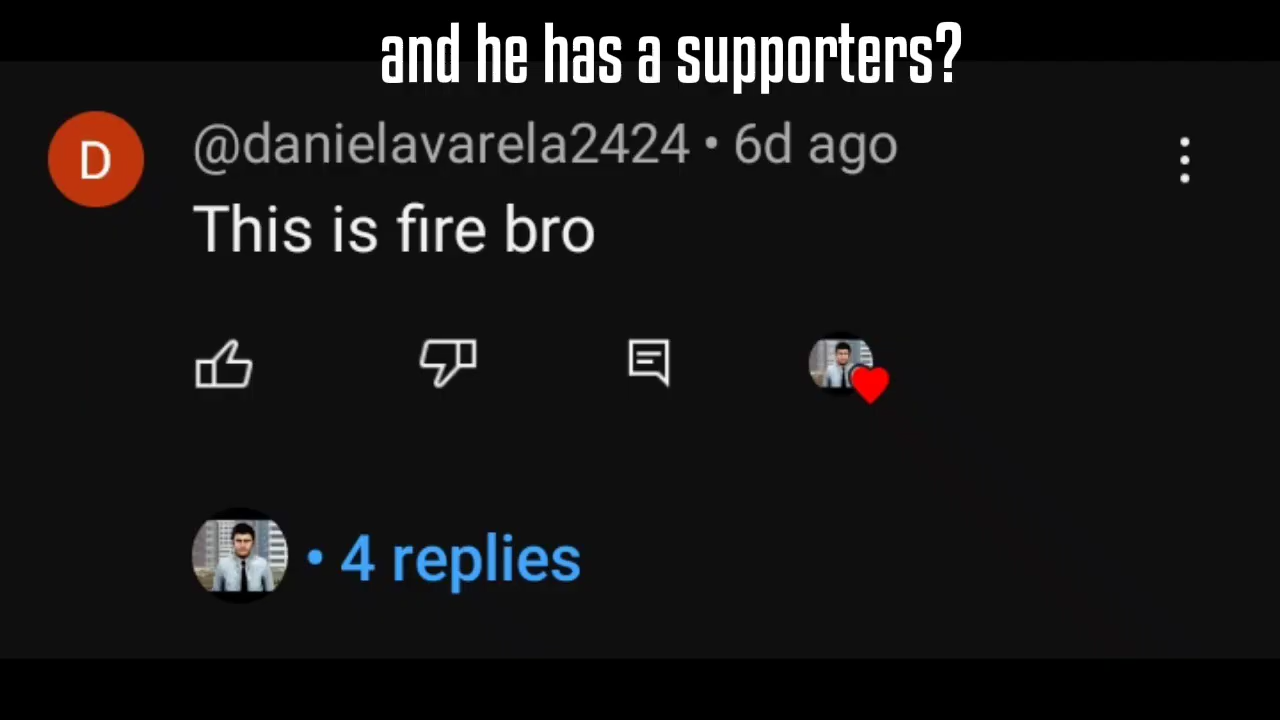 and he has a supporters?
D
@danielavarela2424 • 6d ago
This is fire bro
• 4 replies